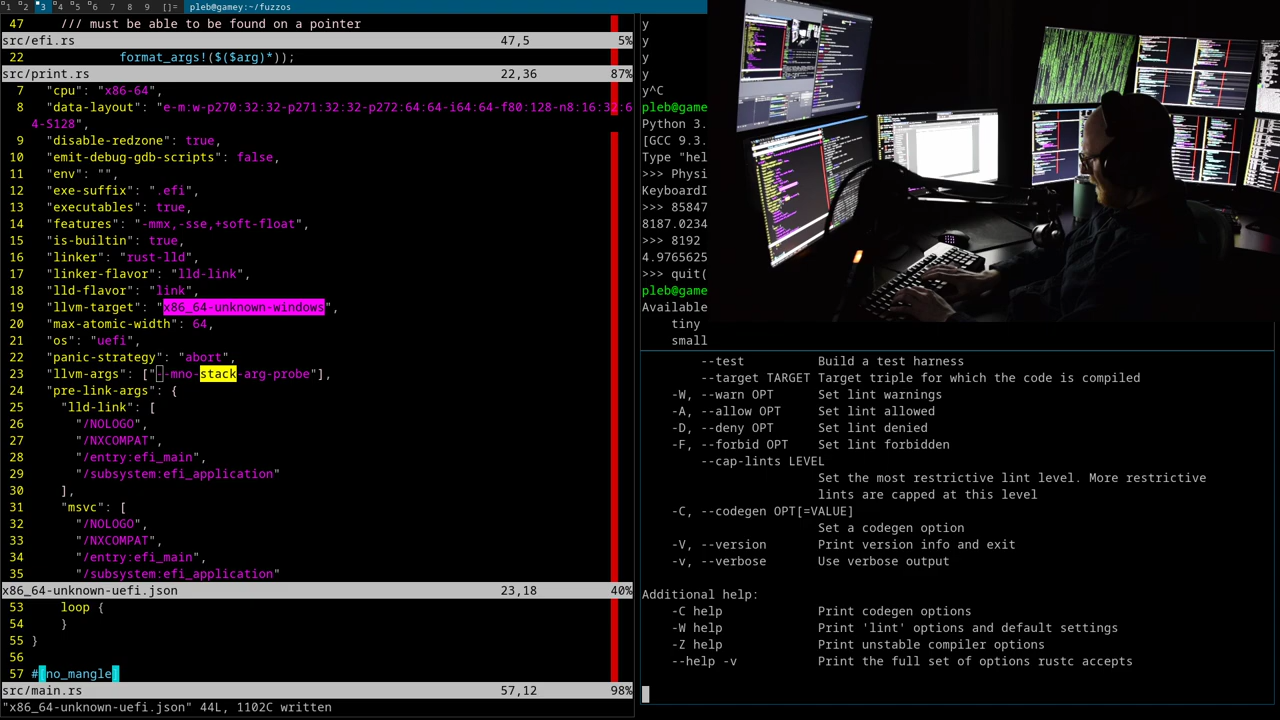 1 2 3 4 5 6 7 8 9 []= pleb@gamey:~/fuzzos
47 /// must be able to be found on a pointer
src/efi.rs 47,5 5%
22 format_args!($($arg)*));
src/print.rs 22,36 87%
7 "cpu": "x86-64",
8 "data-layout": "e-m:w-p270:32:32-p271:32:32-p272:64:64-i64:64-f80:128-n8:16:32:6
4-S128",
9 "disable-redzone": true,
10 "emit-debug-gdb-scripts": false,
11 "env": "",
12 "exe-suffix": ".efi",
13 "executables": true,
14 "features": "-mmx,-sse,+soft-float",
15 "is-builtin": true,
16 "linker": "rust-lld",
17 "linker-flavor": "lld-link",
18 "lld-flavor": "link",
19 "llvm-target": "x86_64-unknown-windows",
20 "max-atomic-width": 64,
21 "os": "uefi",
22 "panic-strategy": "abort",
23 "llvm-args": ["--mno-stack-arg-probe"],
24 "pre-link-args": {
25 "lld-link": [
26 "/NOLOGO",
27 "/NXCOMPAT",
28 "/entry:efi_main",
29 "/subsystem:efi_application"
30 ],
31 "msvc": [
32 "/NOLOGO",
33 "/NXCOMPAT",
34 "/entry:efi_main",
35 "/subsystem:efi_application"
x86_64-unknown-uefi.json 23,18 40%
53 loop {
54 }
55 }
56
57 #[no_mangle]
src/main.rs 57,12 98%
"x86_64-unknown-uefi.json" 44L, 1102C written
y
y
y
y
y^C
pleb@game
Python 3.
[GCC 9.3.
Type "hel
>>> Physi
KeyboardI
>>> 85847
8187.0234
>>> 8192
4.9765625
>>> quit(
pleb@game
Available
tiny
small
--test Build a test harness
--target TARGET Target triple for which the code is compiled
-W, --warn OPT Set lint warnings
-A, --allow OPT Set lint allowed
-D, --deny OPT Set lint denied
-F, --forbid OPT Set lint forbidden
--cap-lints LEVEL
Set the most restrictive lint level. More restrictive
lints are capped at this level
-C, --codegen OPT[=VALUE]
Set a codegen option
-V, --version Print version info and exit
-v, --verbose Use verbose output
Additional help:
-C help Print codegen options
-W help Print 'lint' options and default settings
-Z help Print unstable compiler options
--help -v Print the full set of options rustc accepts